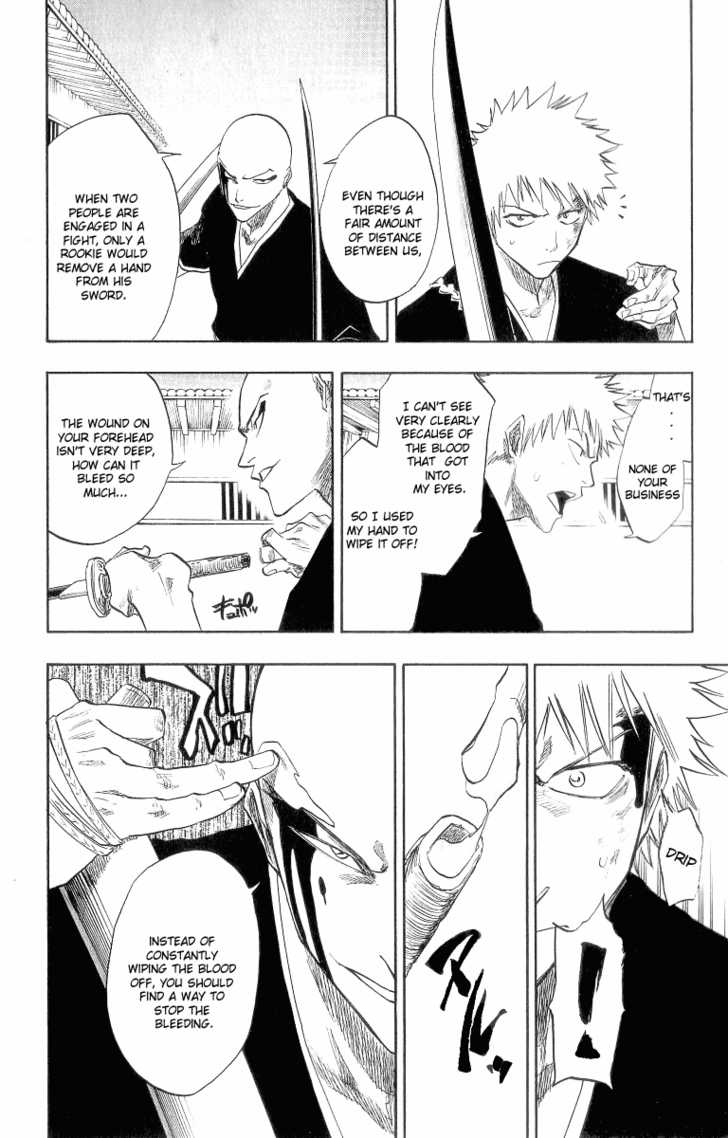 EVEN THOUGH
THERE'S A
FAIR AMOUNT
OF DISTANCE
BETWEEN US,
WHEN TWO
PEOPLE ARE
ENGAGED IN A
FIGHT, ONLY A
ROOKIE WOULD
REMOVE A HAND
FROM HIS
SWORD.
THAT'S
.
.
.
NONE OF
YOUR
BUSINESS
I CAN'T SEE
VERY CLEARLY
BECAUSE OF
THE BLOOD
THAT GOT
INTO
MY EYES.
SO I USED
MY HAND TO
WIPE IT OFF!
THE WOUND ON
YOUR FOREHEAD
ISN'T VERY DEEP,
HOW CAN IT
BLEED SO
MUCH...
DRIP
!
ヌルッ
INSTEAD OF
CONSTANTLY
WIPING THE BLOOD
OFF, YOU SHOULD
FIND A WAY TO
STOP THE
BLEEDING.